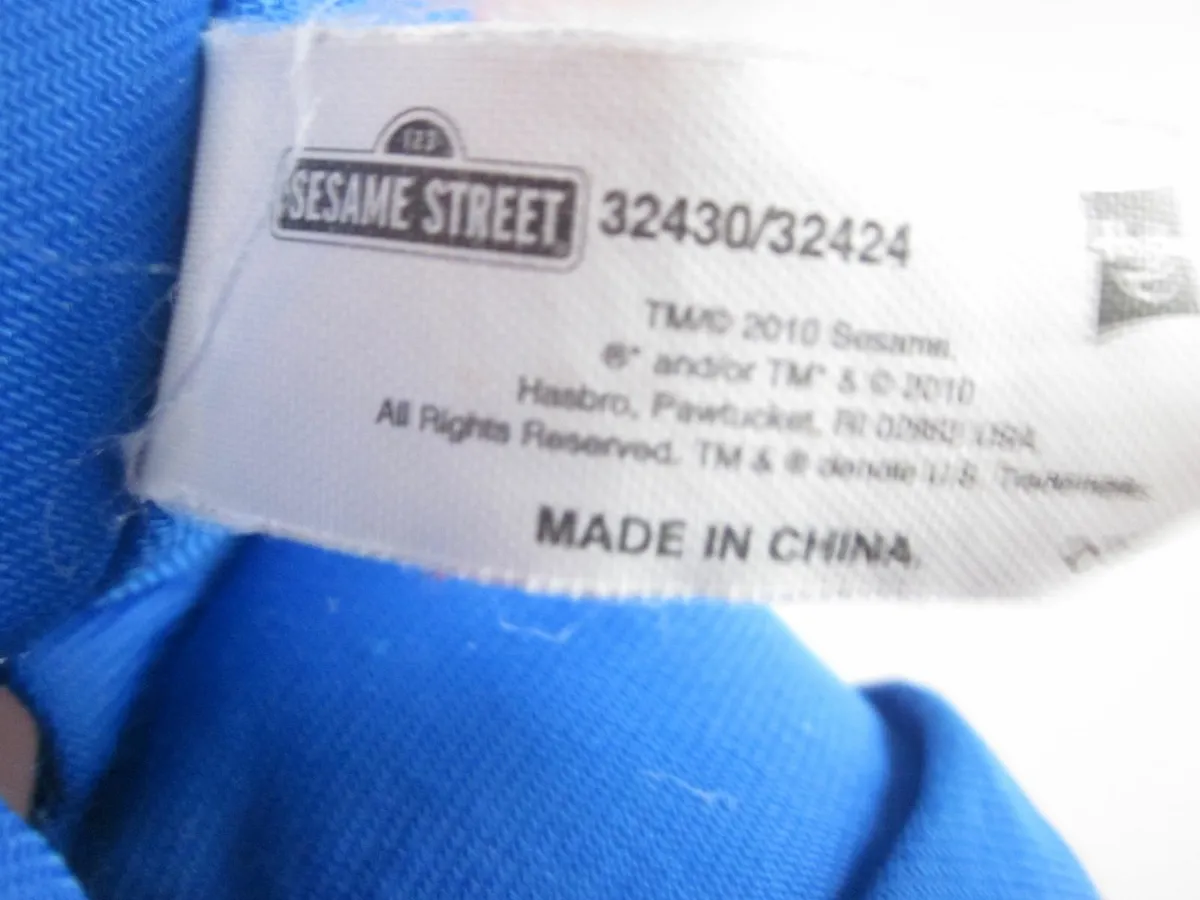 123
SESAME STREET 32430/32424
TM/© 2010 Sesame.
®* and/or TM* & © 2010
Hasbro, Pawtucket, RI 02862 USA
All Rights Reserved. TM & ® denote U.S. Trademarks.
MADE IN CHINA.